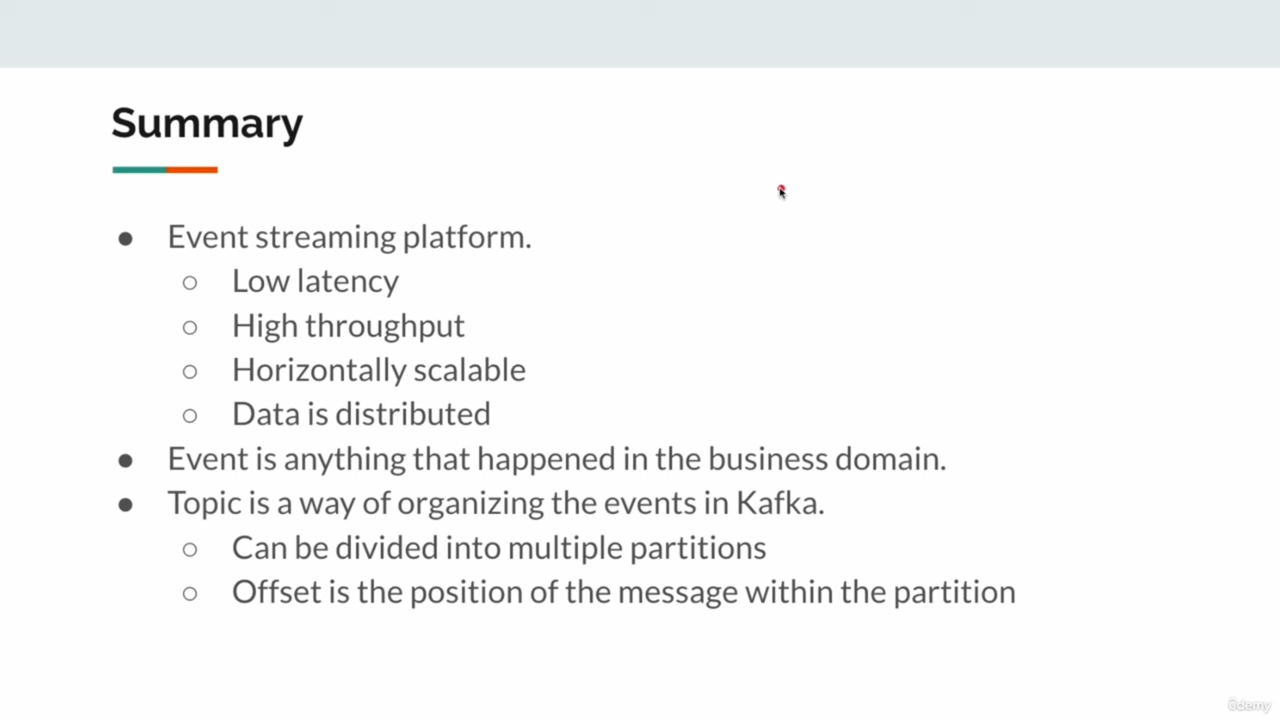 Summary
● Event streaming platform.
○ Low latency
○ High throughput
○ Horizontally scalable
○ Data is distributed
● Event is anything that happened in the business domain.
● Topic is a way of organizing the events in Kafka.
○ Can be divided into multiple partitions
○ Offset is the position of the message within the partition
ûdemy